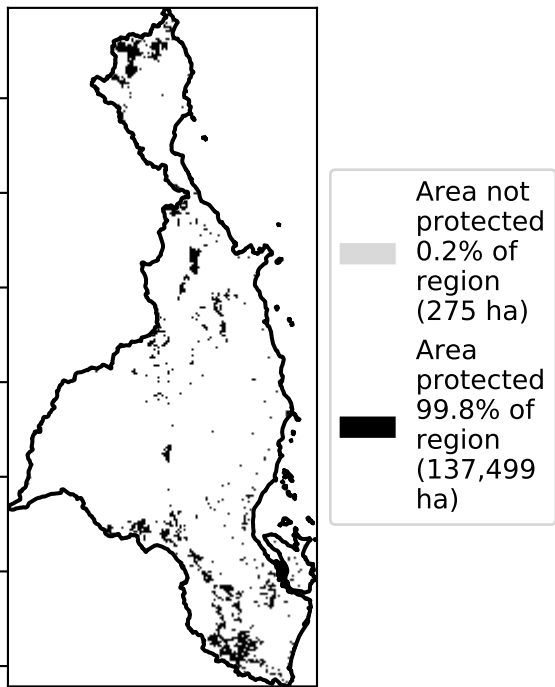 Area not
protected
0.2% of
region
(275 ha)
Area
protected
99.8% of
region
(137,499
ha)